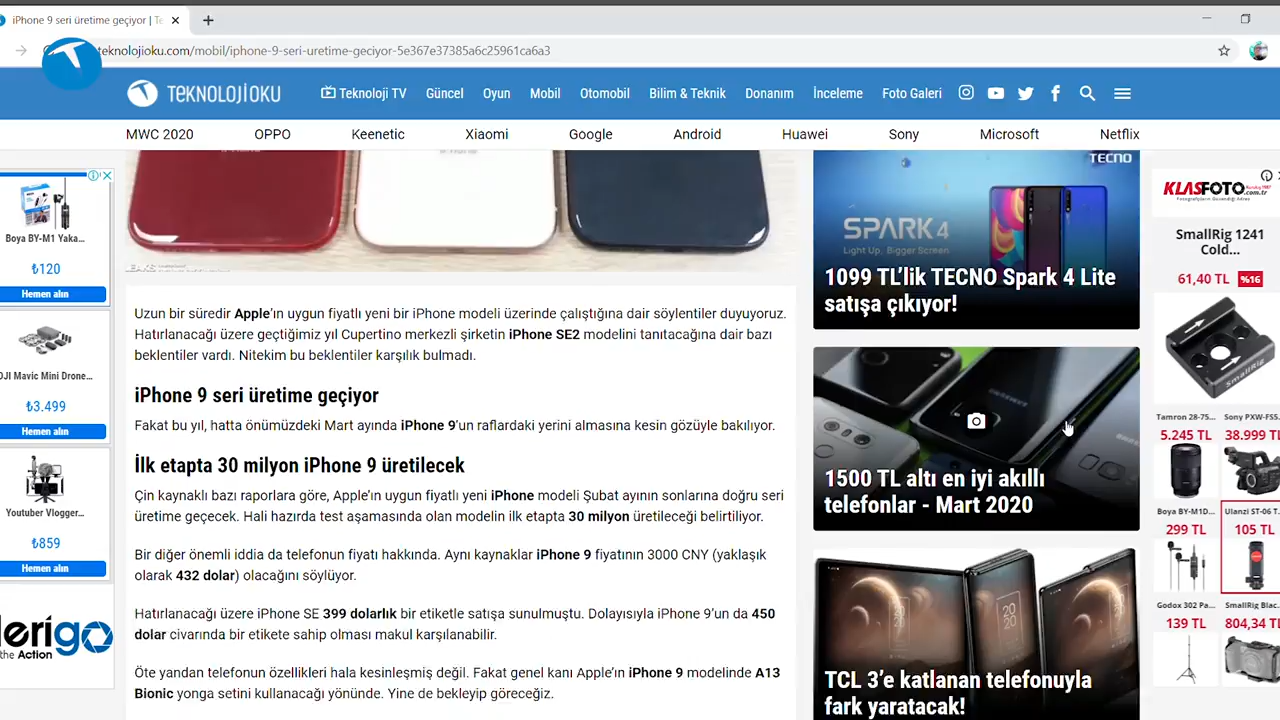 iPhone 9 seri üretime geçiyor | Te
teknolojioku.com/mobil/iphone-9-seri-uretime-geciyor-5e367e37385a6c25961ca6a3
TEKNOLOJİOKU
Teknoloji TV Güncel Oyun Mobil Otomobil Bilim & Teknik Donanım İnceleme Foto Galeri
MWC 2020 OPPO Keenetic Xiaomi Google Android Huawei Sony Microsoft Netflix
Boya BY-M1 Yaka...
₺120
Hemen alın
DJI Mavic Mini Drone...
₺3.499
Hemen alın
Youtuber Vlogger...
₺859
Hemen alın
the Action
LEAKS
Uzun bir süredir Apple'ın uygun fiyatlı yeni bir iPhone modeli üzerinde çalıştığına dair söylentiler duyuyoruz.
Hatırlanacağı üzere geçtiğimiz yıl Cupertino merkezli şirketin iPhone SE2 modelini tanıtacağına dair bazı
beklentiler vardı. Nitekim bu beklentiler karşılık bulmadı.
iPhone 9 seri üretime geçiyor
Fakat bu yıl, hatta önümüzdeki Mart ayında iPhone 9'un raflardaki yerini almasına kesin gözüyle bakılıyor.
İlk etapta 30 milyon iPhone 9 üretilecek
Çin kaynaklı bazı raporlara göre, Apple'ın uygun fiyatlı yeni iPhone modeli Şubat ayının sonlarına doğru seri
üretime geçecek. Hali hazırda test aşamasında olan modelin ilk etapta 30 milyon üretileceği belirtiliyor.
Bir diğer önemli iddia da telefonun fiyatı hakkında. Aynı kaynaklar iPhone 9 fiyatının 3000 CNY (yaklaşık
olarak 432 dolar) olacağını söylüyor.
Hatırlanacağı üzere iPhone SE 399 dolarlık bir etiketle satışa sunulmuştu. Dolayısıyla iPhone 9'un da 450
dolar civarında bir etikete sahip olması makul karşılanabilir.
Öte yandan telefonun özellikleri hala kesinleşmiş değil. Fakat genel kanı Apple'ın iPhone 9 modelinde A13
Bionic yonga setini kullanacağı yönünde. Yine de bekleyip göreceğiz.
TECNO
SPARK 4
Light Up, Bigger Screen
1099 TL'lik TECNO Spark 4 Lite
satışa çıkıyor!
1500 TL altı en iyi akıllı
telefonlar - Mart 2020
20
20
TCL 3'e katlanan telefonuyla
fark yaratacak!
KLASFOTO.com.tr
SmallRig 1241
Cold...
61,40 TL %16
SmallRig
Tamron 28-75... Sony PXW-FS5.
5.245 TL 38.999 TL
Boya BY-M1D... Ulanzi ST-06 T.
299 TL 105 TL
Godox 302 Pa... SmallRig Blac.
139 TL 804,34 TL